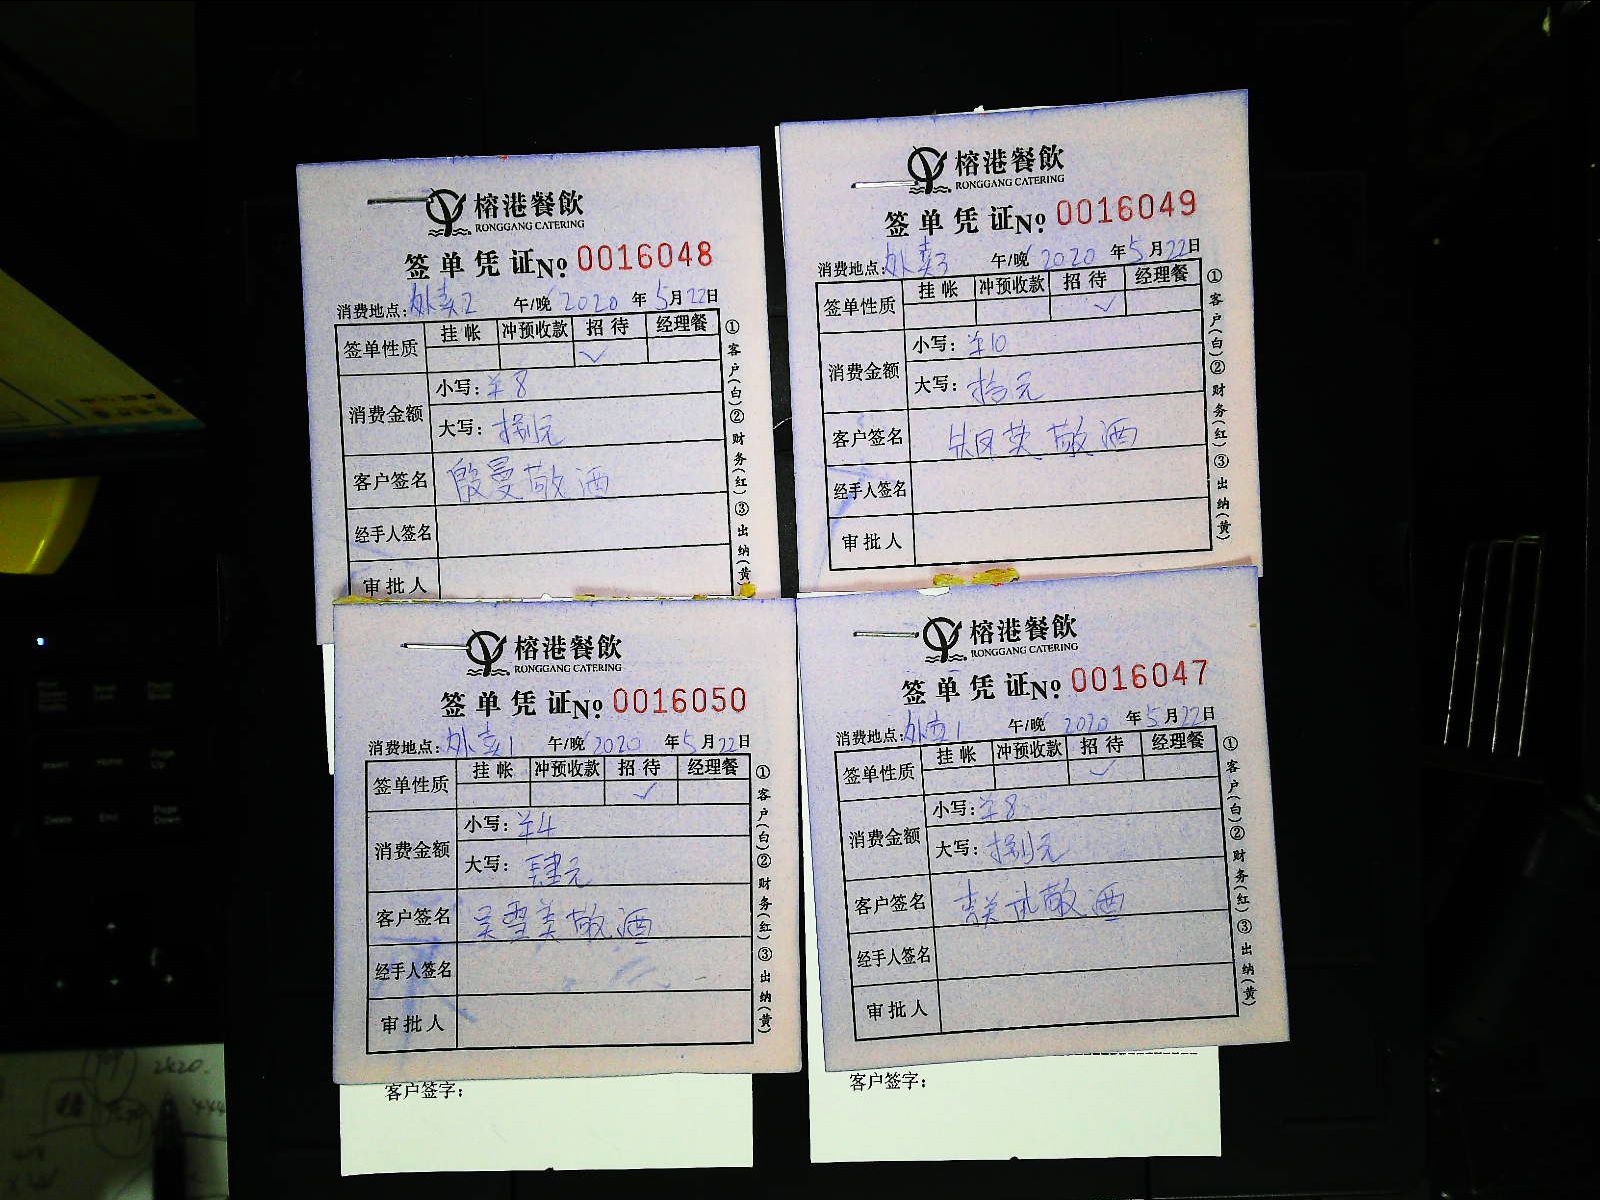 榕港餐飲
RONGGANG CATERING
签单凭证No 0016048
消费地点:外卖2 午/晚 2020 年 5 月 22 日
签单性质 挂帐 冲预收款 招待 经理餐
✓
消费金额 小写: ¥8
大写: 捌元
客户签名 殷曼敬酒
经手人签名
审批人
①客户(白)②财务(红)③出纳(黄)
榕港餐飲
RONGGANG CATERING
签单凭证No 0016049
消费地点:外卖3 午/晚 2020 年 5 月 22 日
签单性质 挂帐 冲预收款 招待 经理餐
✓
消费金额 小写: ¥10
大写: 拾元
客户签名 英敬酒
经手人签名
审批人
①客户(白)②财务(红)③出纳(黄)
榕港餐飲
RONGGANG CATERING
签单凭证No 0016050
消费地点:外卖1 午/晚 2020 年 5 月 22 日
签单性质 挂帐 冲预收款 招待 经理餐
✓
消费金额 小写: ¥4
大写: 肆元
客户签名 吴雪美敬酒
经手人签名
审批人
①客户(白)②财务(红)③出纳(黄)
客户签字:
榕港餐飲
RONGGANG CATERING
签单凭证No 0016047
消费地点:外卖1 午/晚 2020 年 5 月 22 日
签单性质 挂帐 冲预收款 招待 经理餐
✓
消费金额 小写: ¥8
大写: 捌元
客户签名 敬酒
经手人签名
审批人
①客户(白)②财务(红)③出纳(黄)
客户签字: